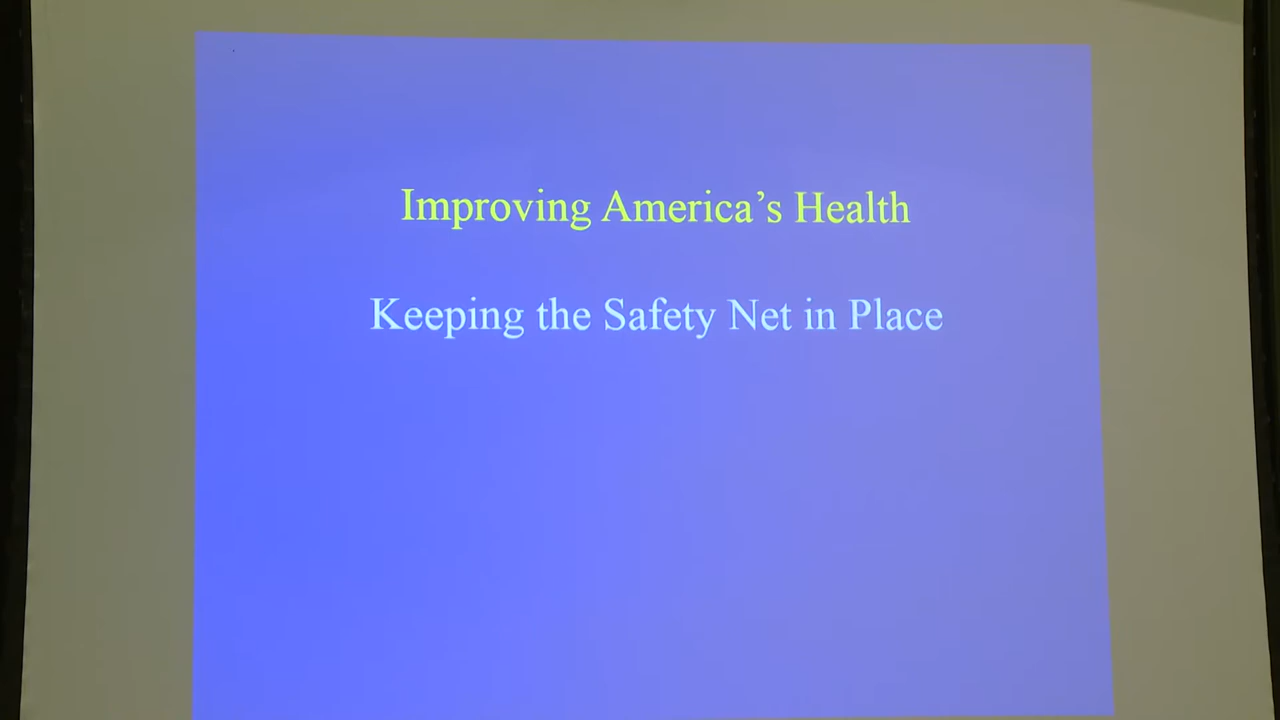 Improving America’s Health
Keeping the Safety Net in Place